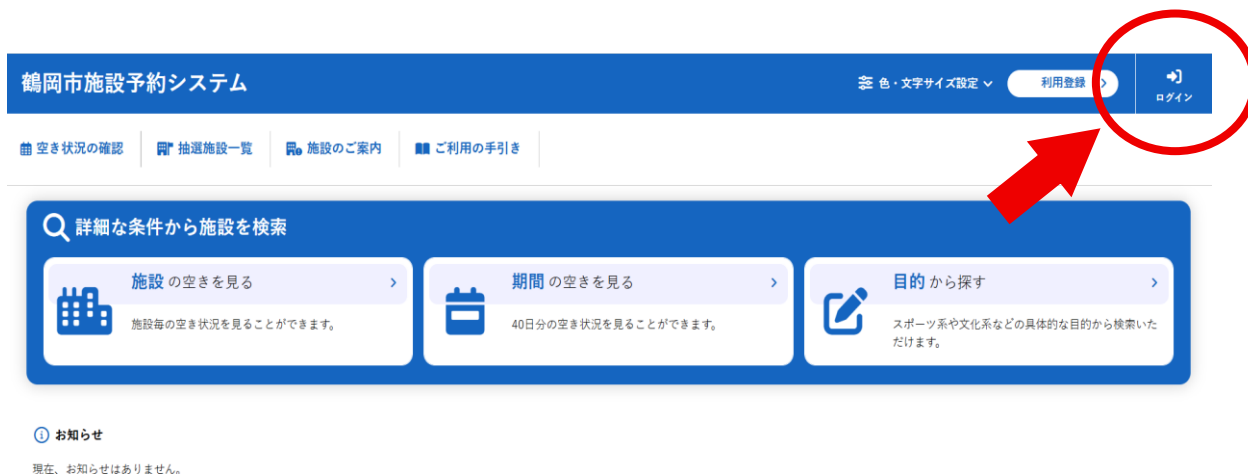 鶴岡市施設予約システム
色・文字サイズ設定
利用登録
ログイン
空き状況の確認
抽選施設一覧
施設のご案内
ご利用の手引き
詳細な条件から施設を検索
施設 の空きを見る
施設毎の空き状況を見ることができます。
期間 の空きを見る
40日分の空き状況を見ることができます。
目的 から探す
スポーツ系や文化系などの具体的な目的から検索いた
だけます。
お知らせ
現在、お知らせはありません。